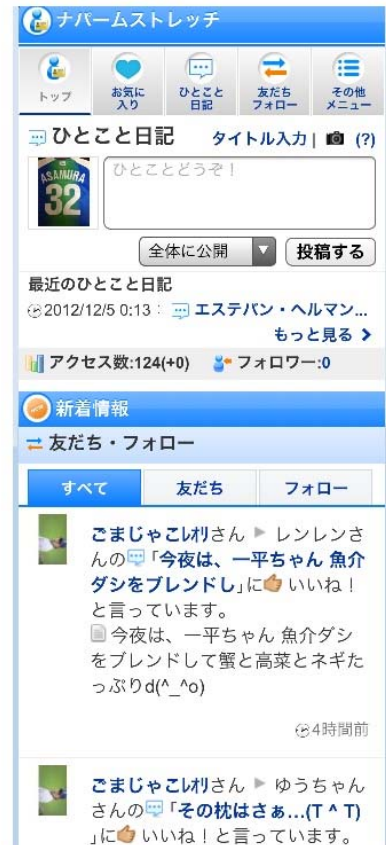 ナパームストレッチ
トップ
お気に
入り
ひとこと
日記
友だち
フォロー
その他
メニュー
ひとこと日記 タイトル入力| (?)
ASAMURA
32
ひとことどうぞ！
全体に公開 ▼ 投稿する
最近のひとこと日記
2012/12/5 0:13 : エステバン・ヘルマン...
もっと見る
アクセス数:124(+0) フォロワー:0
新着情報
友だち・フォロー
すべて 友だち フォロー
ごまじゃこレオリさん ▶ レンレンさ
んの「今夜は、一平ちゃん 魚介
ダシをブレンドし」に いいね！
と言っています。
今夜は、一平ちゃん 魚介ダシ
をブレンドして蟹と高菜とネギた
っぷりd(^_^o)
4時間前
ごまじゃこレオリさん ▶ ゆうちゃん
さんの「その枕はさぁ...(T ^ T)
」に いいね！と言っています。